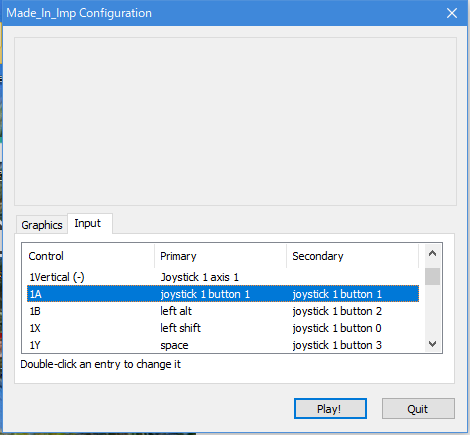 Made_In_Imp Configuration
Graphics Input
Control Primary Secondary
1Vertical (-) Joystick 1 axis 1
1A joystick 1 button 1 joystick 1 button 1
1B left alt joystick 1 button 2
1X left shift joystick 1 button 0
1Y space joystick 1 button 3
Double-click an entry to change it
Play! Quit